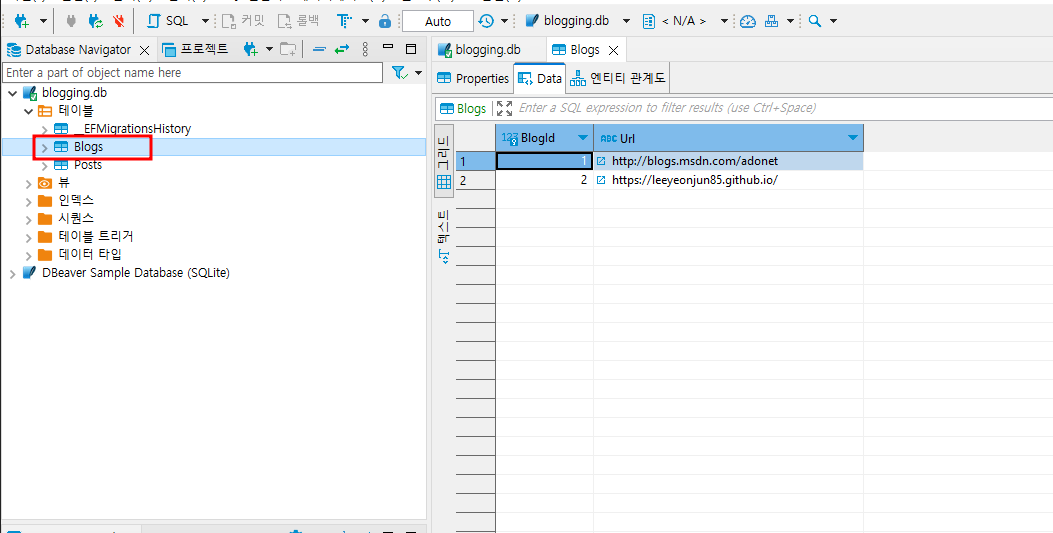 SQL 커밋 롤백 Auto blogging.db < N/A >
Database Navigator 프로젝트
Enter a part of object name here
blogging.db
테이블
__EFMigrationsHistory
Blogs
Posts
뷰
인덱스
시퀀스
테이블 트리거
데이터 타입
DBeaver Sample Database (SQLite)
blogging.db Blogs
Properties Data 엔티티 관계도
Blogs Enter a SQL expression to filter results (use Ctrl+Space)
그리드
텍스트
123 BlogId ABC Url
1 1 http://blogs.msdn.com/adonet
2 2 https://leeyeonjun85.github.io/